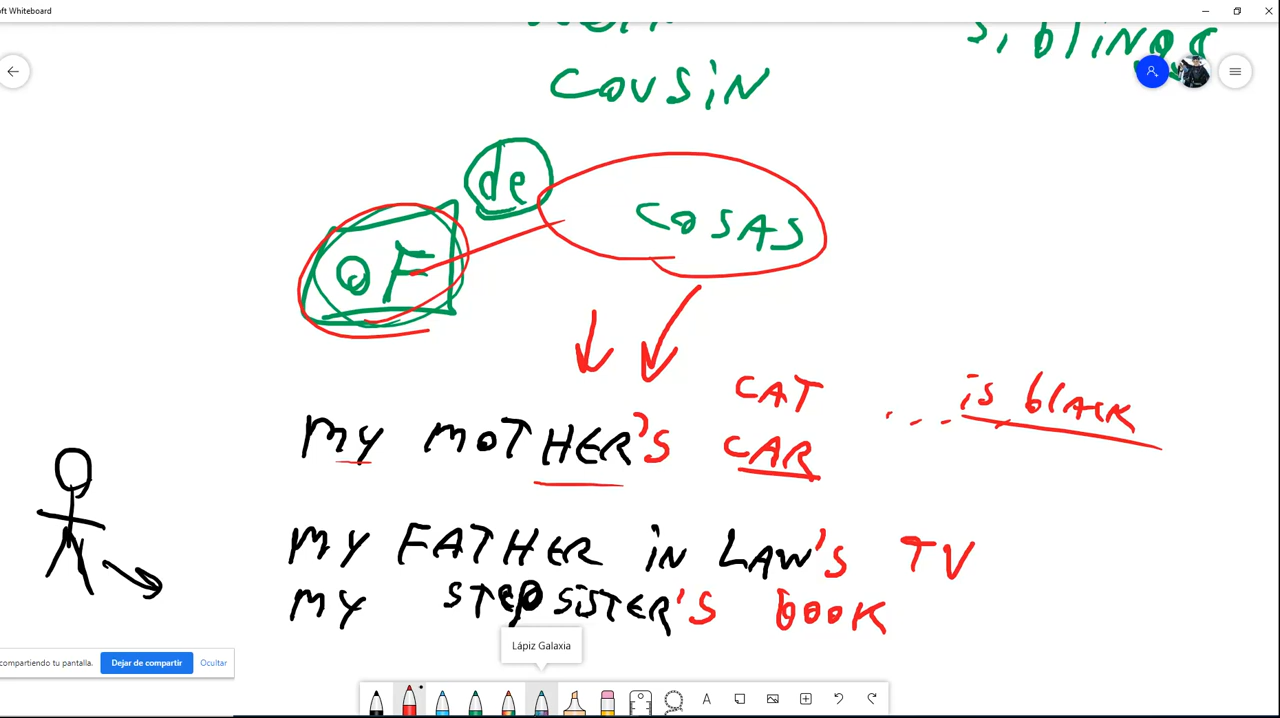 oft Whiteboard
siblings
COUSIN
de
COSAS
OF
CAT
... is black
MY MOTHER'S CAR
MY FATHER iN LAW'S TV
MY STEPSiSTER'S book
Lápiz Galaxia
compartiendo tu pantalla. Dejar de compartir Ocultar